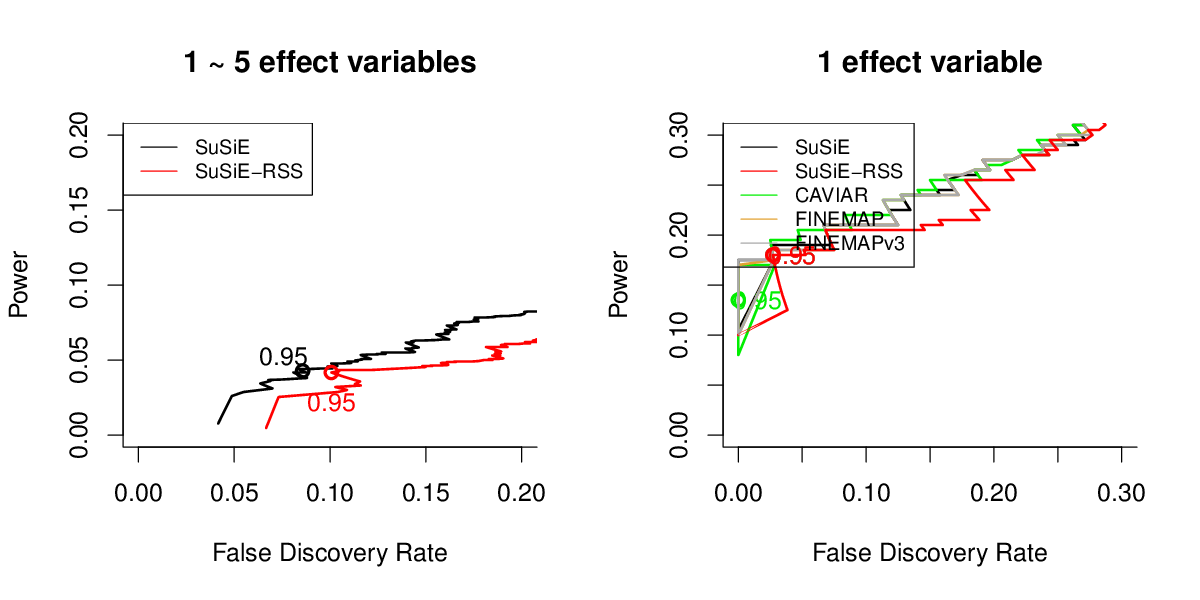 1 ~ 5 effect variables
0.20
0.15
0.10
0.05
0.00
Power
SuSiE
SuSiE−RSS
0.95
0.95
0.00 0.05 0.10 0.15 0.20
False Discovery Rate
1 effect variable
0.30
0.20
0.10
0.00
Power
SuSiE
SuSiE−RSS
CAVIAR
FINEMAP
FINEMAPv3
0.95
0.95
0.00 0.10 0.20 0.30
False Discovery Rate